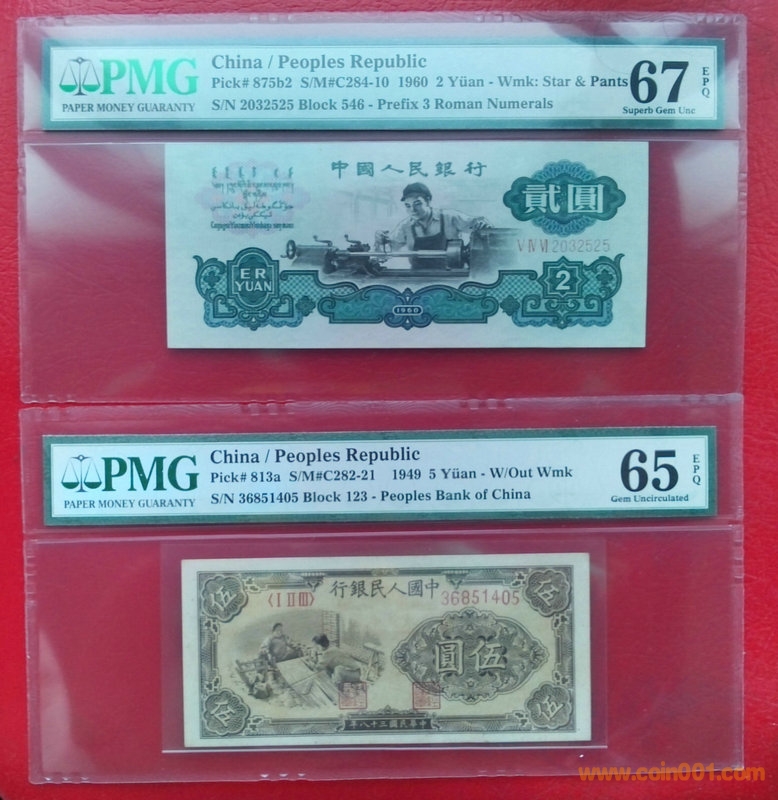 PMG
PAPER MONEY GUARANTY
China / Peoples Republic
Pick# 875b2 S/M#C284-10 1960 2 Yüan - Wmk: Star & Pants
S/N 2032525 Block 546 - Prefix 3 Roman Numerals
67
EPQ
Superb Gem Unc
中國人民銀行
貳圓
V IV VI 2032525
ER
YUAN
2
1960
PMG
PAPER MONEY GUARANTY
China / Peoples Republic
Pick# 813a S/M#C282-21 1949 5 Yüan - W/Out Wmk
S/N 36851405 Block 123 - Peoples Bank of China
65
EPQ
Gem Uncirculated
行銀民人國中
〈I II III〉
36851405
伍
伍
圓伍
伍
伍
年八十三國民華中
www.coin001.com